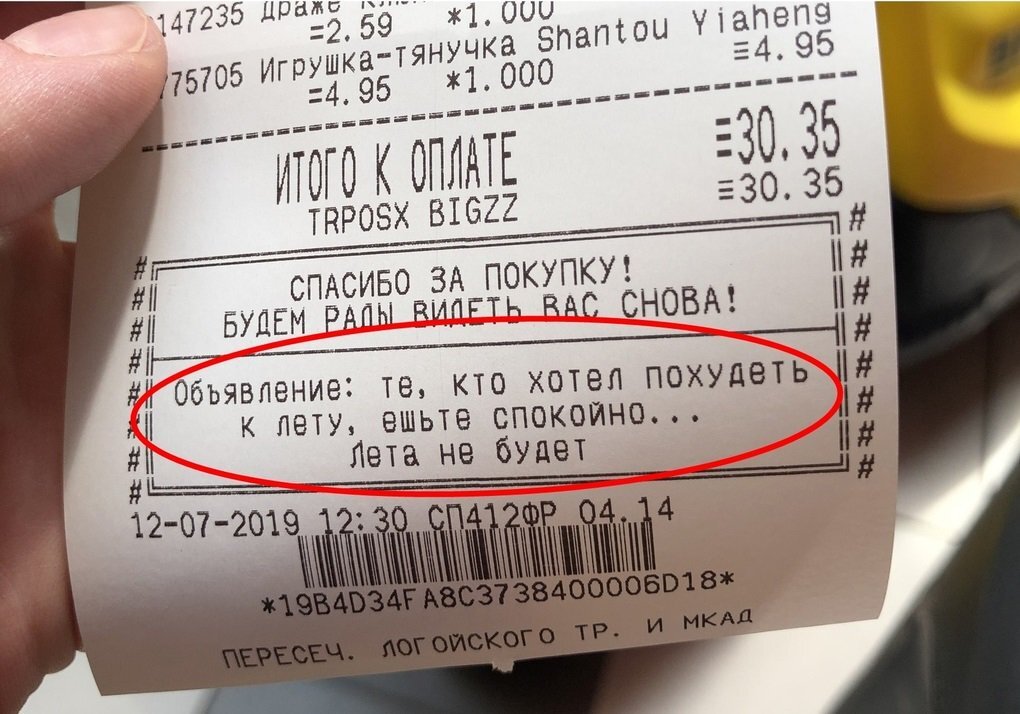 147235 Драже
=2.59 *1.000
775705 Игрушка-тянучка Shantou Yiaheng
=4.95 *1.000 ≡4.95
ИТОГО К ОПЛАТЕ ≡30.35
TRPOSX BIGZZ ≡30.35
СПАСИБО ЗА ПОКУПКУ!
БУДЕМ РАДЫ ВИДЕТЬ ВАС СНОВА!
Объявление: те, кто хотел похудеть
к лету, ешьте спокойно...
Лета не будет
12-07-2019 12:30 СП412ФР 04.14
*19B4D34FA8C3738400006D18*
ПЕРЕСЕЧ. ЛОГОЙСКОГО ТР. И МКАД